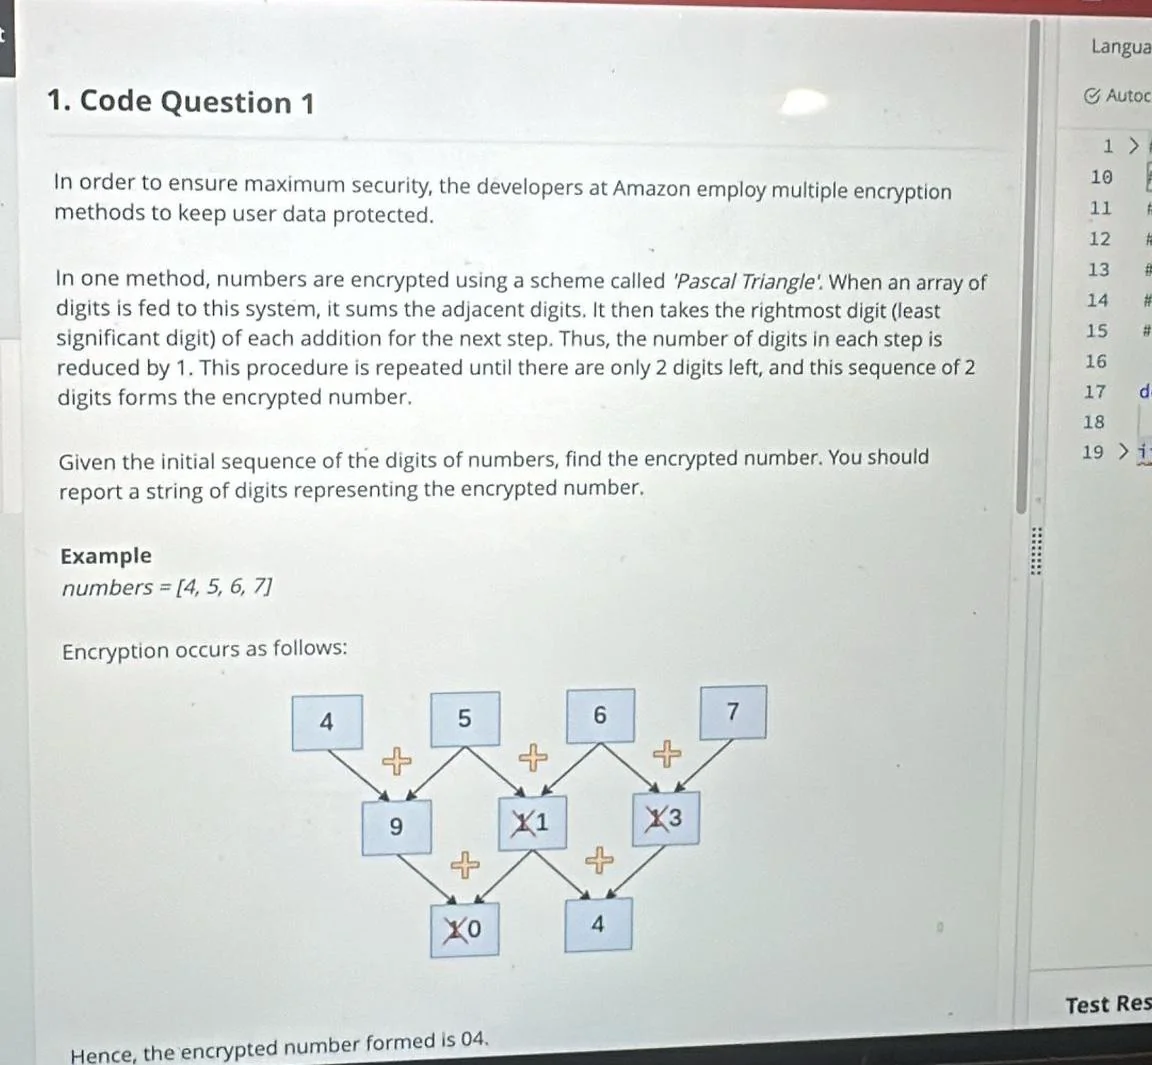 1. Code Question 1
In order to ensure maximum security, the developers at Amazon employ multiple encryption
methods to keep user data protected.
In one method, numbers are encrypted using a scheme called 'Pascal Triangle'. When an array of
digits is fed to this system, it sums the adjacent digits. It then takes the rightmost digit (least
significant digit) of each addition for the next step. Thus, the number of digits in each step is
reduced by 1. This procedure is repeated until there are only 2 digits left, and this sequence of 2
digits forms the encrypted number.
Given the initial sequence of the digits of numbers, find the encrypted number. You should
report a string of digits representing the encrypted number.
Example
numbers = [4, 5, 6, 7]
Encryption occurs as follows:
4 5 6 7
+ + +
9 11 13
+ +
10 4
Hence, the encrypted number formed is 04.
1 >
10
11
12 #
13 #
14 #
15 #
16
17
18
19 >
Test